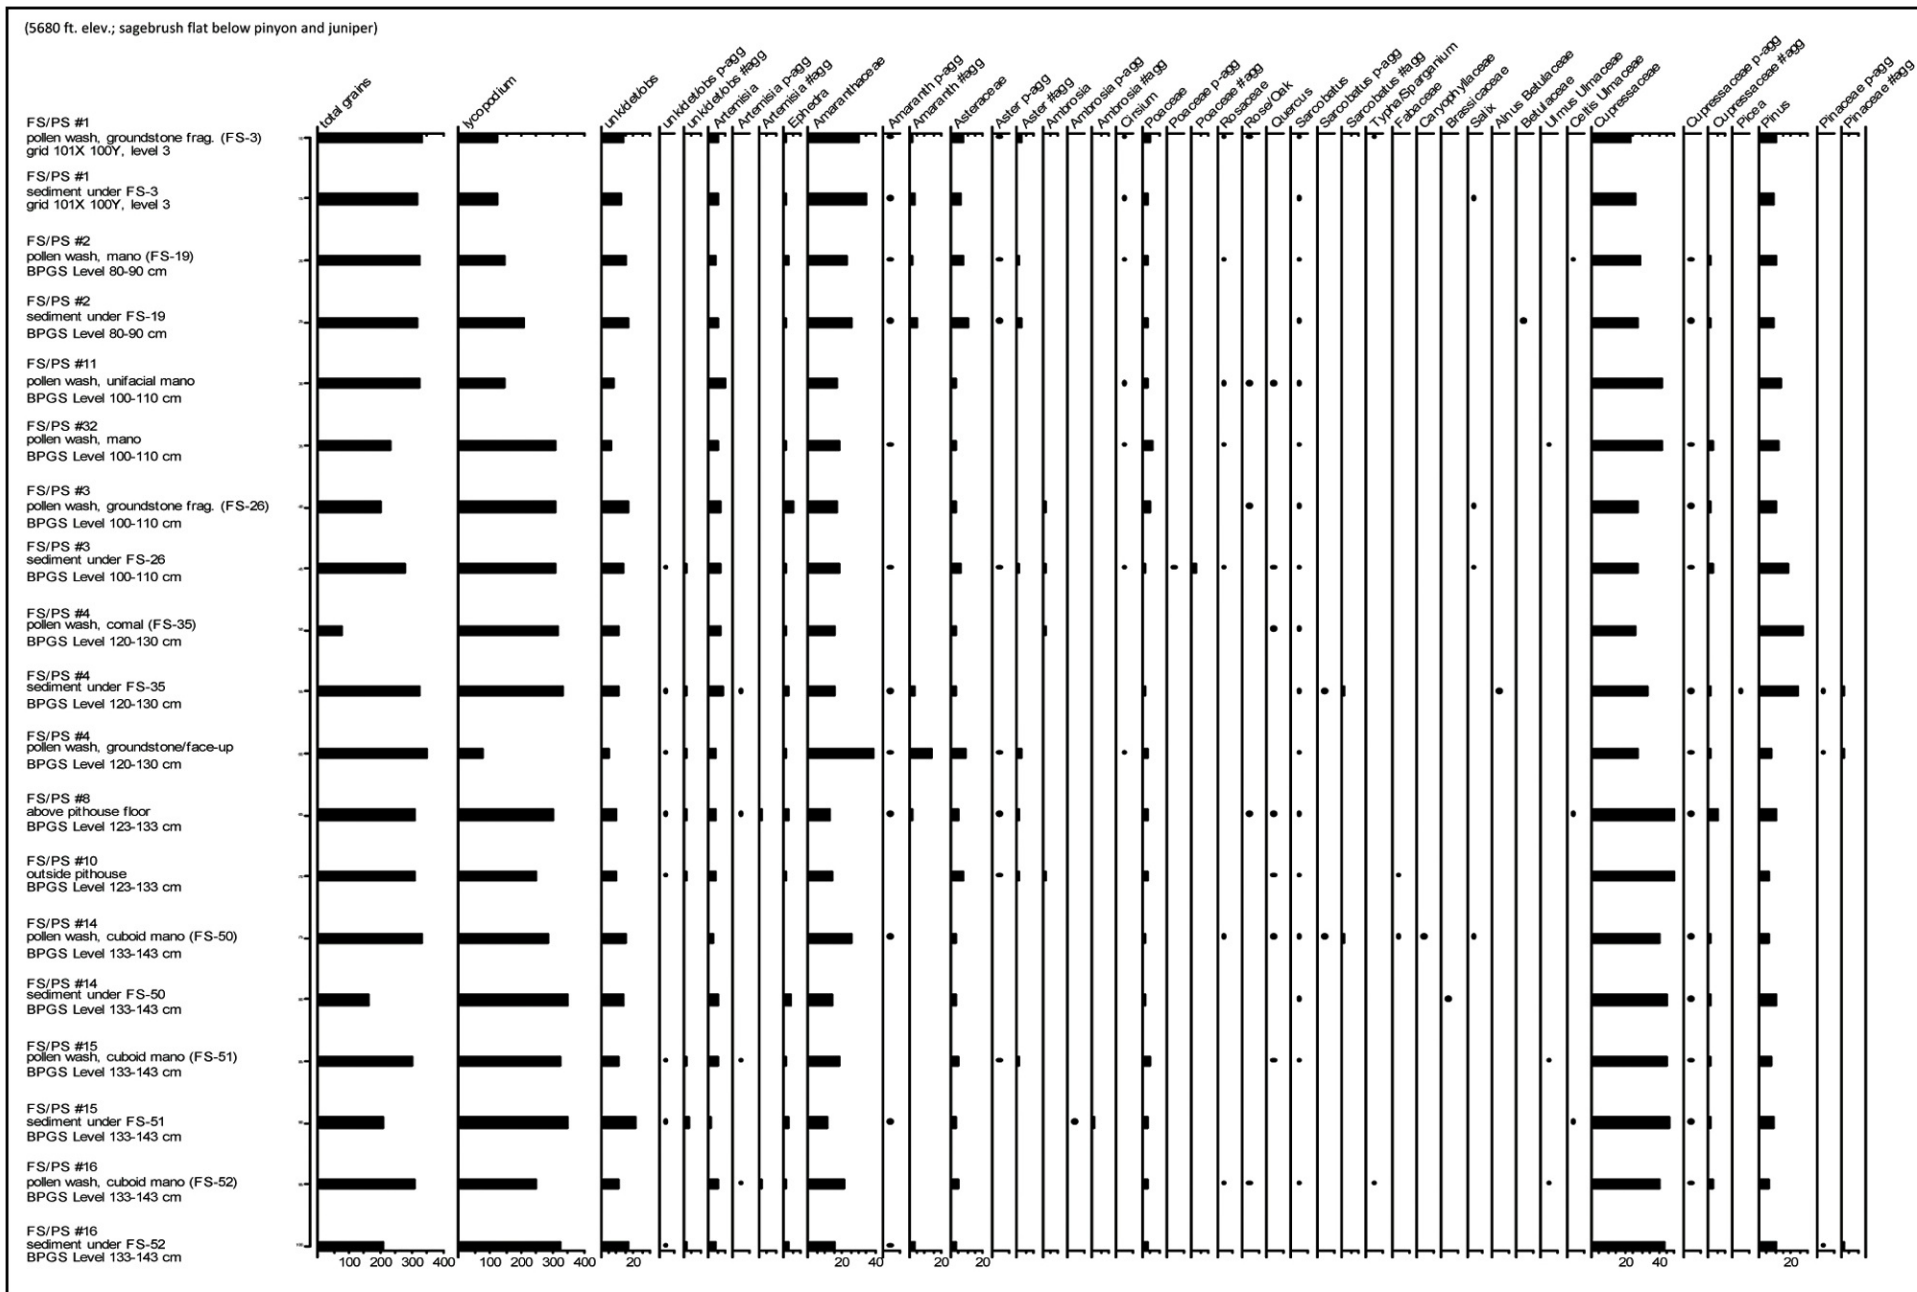 (5680 ft. elev.; sagebrush flat below pinyon and juniper)
total grains
lycopodium
unk/det/obs
unk/det/obs p-agg
unk/det/obs #agg
Artemisia
Artemisia p-agg
Artemisia #agg
Ephedra
Amaranthaceae
Amaranth p-agg
Amaranth #agg
Asteraceae
Aster p-agg
Aster #agg
Ambrosia
Ambrosia p-agg
Ambrosia #agg
Cirsium
Poaceae
Poaceae p-agg
Poaceae #agg
Rosaceae
Rose/Oak
Quercus
Sarcobatus
Sarcobatus p-agg
Sarcobatus #agg
Typha/Sparganium
Fabaceae
Caryophyllaceae
Brassicaceae
Salix
Alnus Betulaceae
Betulaceae
Ulmus Ulmaceae
Celtis Ulmaceae
Cupressaceae
Cupressaceae p-agg
Cupressaceae #agg
Picea
Pinus
Pinaceae p-agg
Pinaceae #agg
FS/PS #1
pollen wash, groundstone frag. (FS-3)
grid 101X 100Y, level 3
FS/PS #1
sediment under FS-3
grid 101X 100Y, level 3
FS/PS #2
pollen wash, mano (FS-19)
BPGS Level 80-90 cm
FS/PS #2
sediment under FS-19
BPGS Level 80-90 cm
FS/PS #11
pollen wash, unifacial mano
BPGS Level 100-110 cm
FS/PS #32
pollen wash, mano
BPGS Level 100-110 cm
FS/PS #3
pollen wash, groundstone frag. (FS-26)
BPGS Level 100-110 cm
FS/PS #3
sediment under FS-26
BPGS Level 100-110 cm
FS/PS #4
pollen wash, comal (FS-35)
BPGS Level 120-130 cm
FS/PS #4
sediment under FS-35
BPGS Level 120-130 cm
FS/PS #4
pollen wash, groundstone/face-up
BPGS Level 120-130 cm
FS/PS #8
above pithouse floor
BPGS Level 123-133 cm
FS/PS #10
outside pithouse
BPGS Level 123-133 cm
FS/PS #14
pollen wash, cuboid mano (FS-50)
BPGS Level 133-143 cm
FS/PS #14
sediment under FS-50
BPGS Level 133-143 cm
FS/PS #15
pollen wash, cuboid mano (FS-51)
BPGS Level 133-143 cm
FS/PS #15
sediment under FS-51
BPGS Level 133-143 cm
FS/PS #16
pollen wash, cuboid mano (FS-52)
BPGS Level 133-143 cm
FS/PS #16
sediment under FS-52
BPGS Level 133-143 cm
100 200 300 400 100 200 300 400 20 20 40 20 20 20 40 20